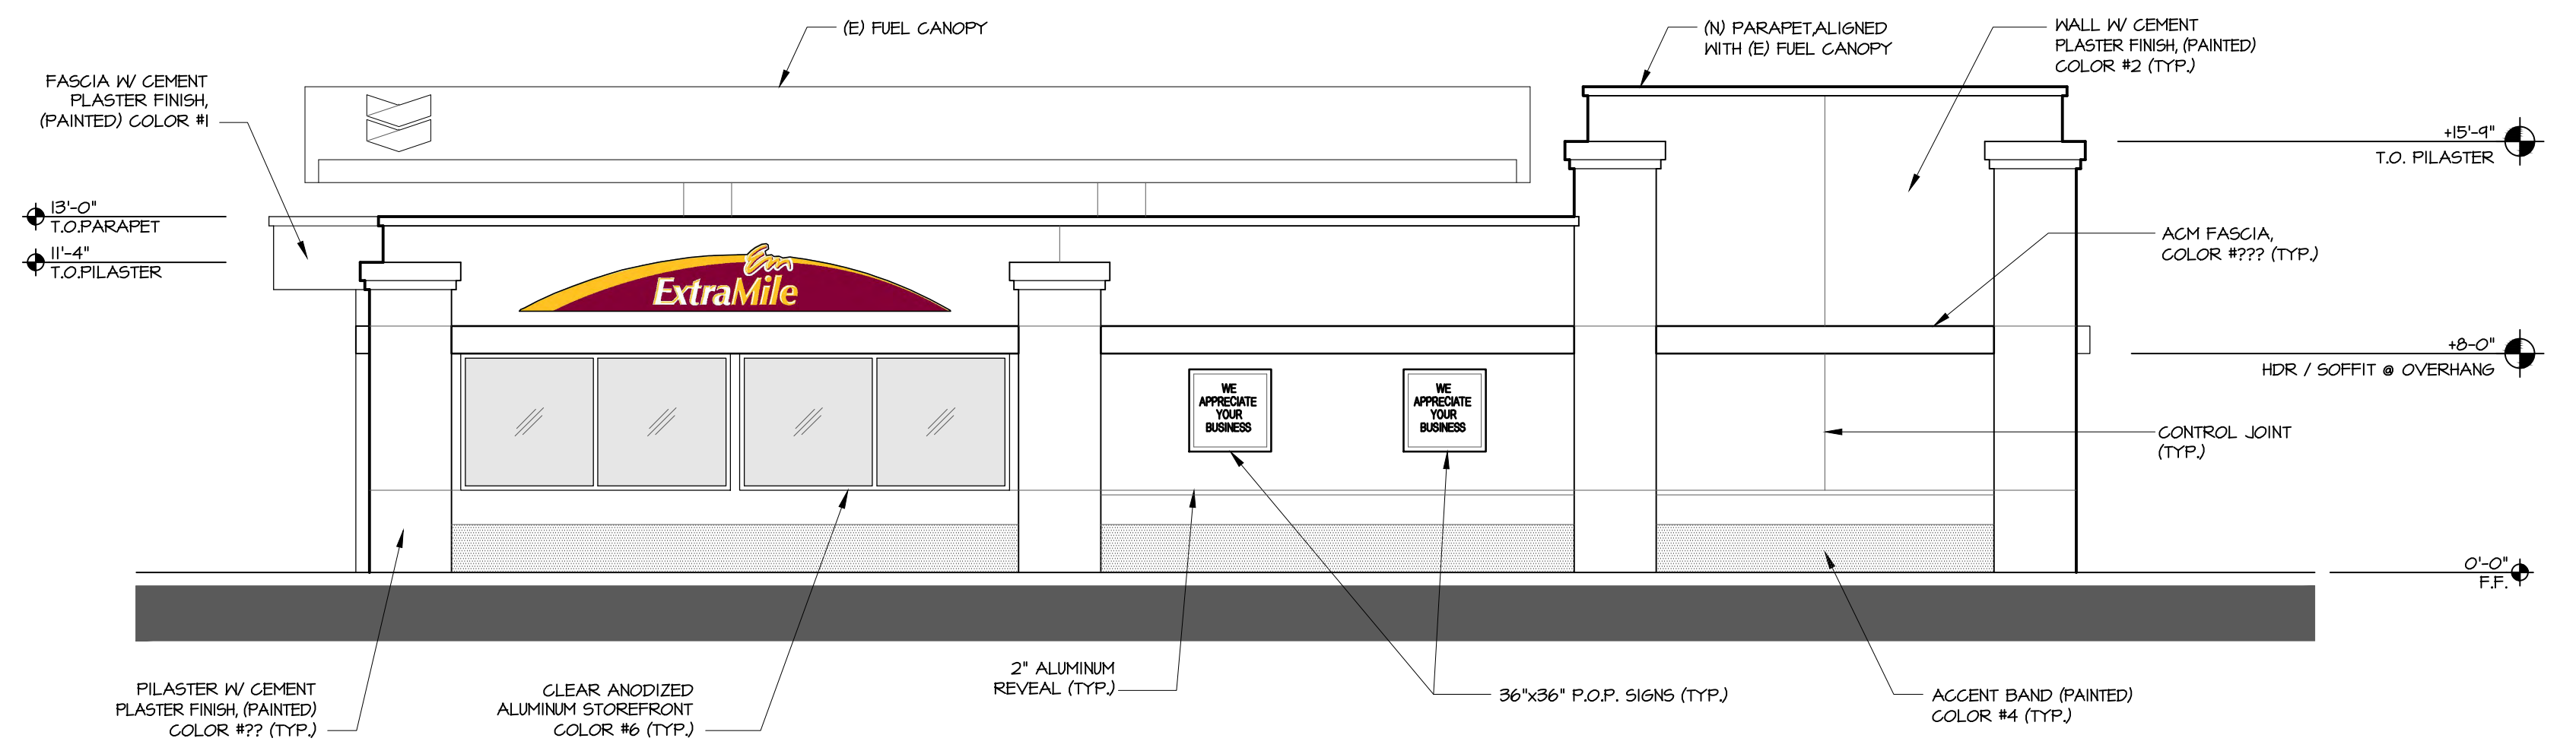 (E) FUEL CANOPY
(N) PARAPET,ALIGNED
WITH (E) FUEL CANOPY
WALL W/ CEMENT
PLASTER FINISH, (PAINTED)
COLOR #2 (TYP.)
FASCIA W/ CEMENT
PLASTER FINISH,
(PAINTED) COLOR #1
+15'-9"
T.O. PILASTER
13'-0"
T.O.PARAPET
11'-4"
T.O.PILASTER
ACM FASCIA,
COLOR #??? (TYP.)
Em
ExtraMile
+8-0"
HDR / SOFFIT @ OVERHANG
WE
APPRECIATE
YOUR
BUSINESS
WE
APPRECIATE
YOUR
BUSINESS
CONTROL JOINT
(TYP.)
0'-0"
F.F.
PILASTER W/ CEMENT
PLASTER FINISH, (PAINTED)
COLOR #?? (TYP.)
CLEAR ANODIZED
ALUMINUM STOREFRONT
COLOR #6 (TYP.)
2" ALUMINUM
REVEAL (TYP.)
36"x36" P.O.P. SIGNS (TYP.)
ACCENT BAND (PAINTED)
COLOR #4 (TYP.)